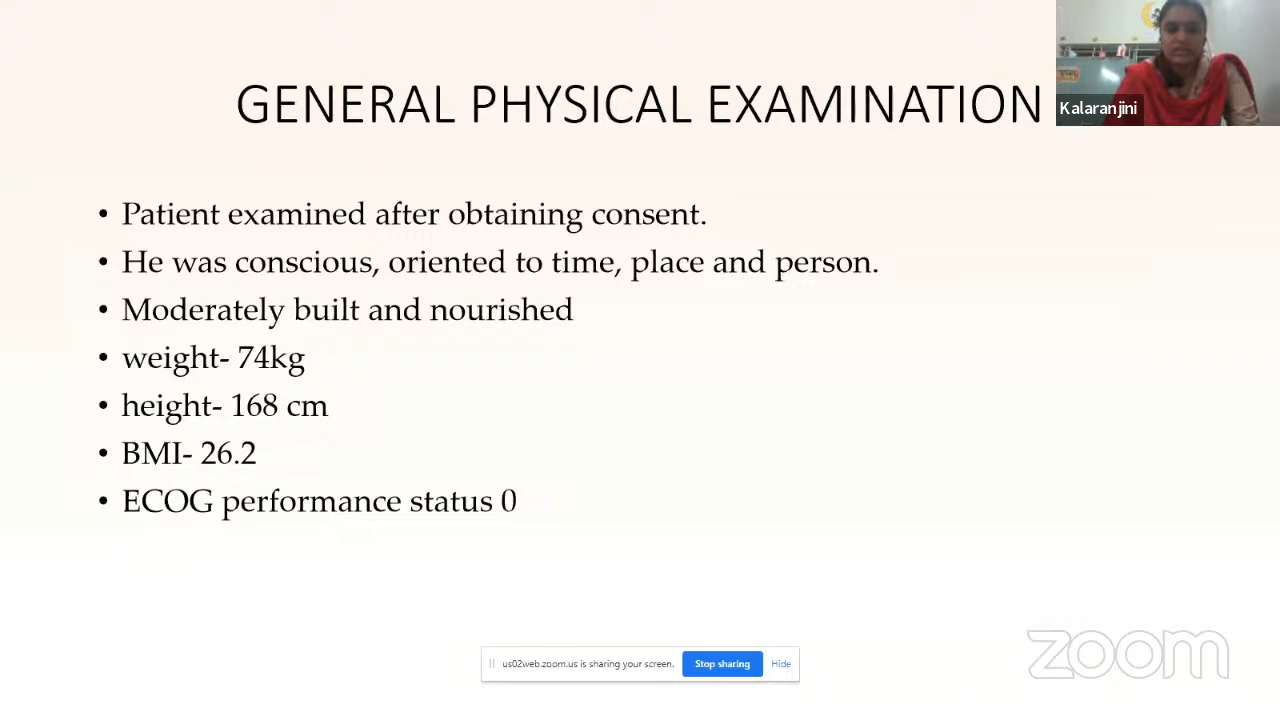 GENERAL PHYSICAL EXAMINATION
Kalaranjini
• Patient examined after obtaining consent.
• He was conscious, oriented to time, place and person.
• Moderately built and nourished
• weight- 74kg
• height- 168 cm
• BMI- 26.2
• ECOG performance status 0
zoom
us02web.zoom.us is sharing your screen. Stop sharing Hide